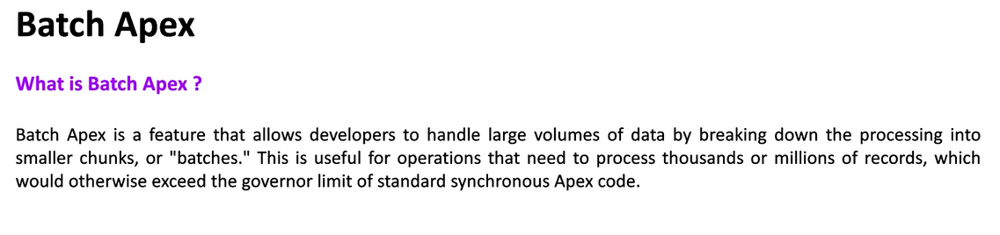 Batch Apex
What is Batch Apex ?
Batch Apex is a feature that allows developers to handle large volumes of data by breaking down the processing into
smaller chunks, or "batches." This is useful for operations that need to process thousands or millions of records, which
would otherwise exceed the governor limit of standard synchronous Apex code.